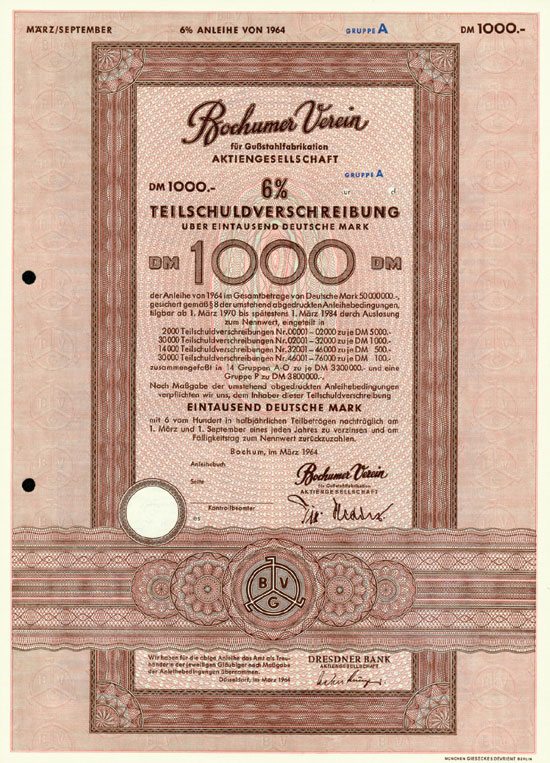 MÄRZ/SEPTEMBER 6% ANLEIHE VON 1964 GRUPPE A DM 1000.-
Bochumer Verein
für Gußstahlfabrikation
AKTIENGESELLSCHAFT
GRUPPE A
DM 1000.- 6%
TEILSCHULDVERSCHREIBUNG
ÜBER EINTAUSEND DEUTSCHE MARK
DM 1000 DM
der Anleihe von 1964 im Gesamtbetrage von Deutsche Mark 50 000 000.-,
gesichert gemäß § 8 der umstehend abgedruckten Anleihebedingungen,
tilgbar ab 1. März 1970 bis spätestens 1. März 1984 durch Auslosung
zum Nennwert, eingeteilt in
2000 Teilschuldverschreibungen Nr. 00001-02000 zu je DM 5000.-
30000 Teilschuldverschreibungen Nr. 02001-32000 zu je DM 1000.-
14000 Teilschuldverschreibungen Nr. 32001-46000 zu je DM 500.-
30000 Teilschuldverschreibungen Nr. 46001-76000 zu je DM 100.-
zusammengefaßt in 14 Gruppen A-O zu je DM 3300000.- und eine
Gruppe P zu DM 3800000.-
Nach Maßgabe der umstehend abgedruckten Anleihebedingungen
verpflichten wir uns, dem Inhaber dieser Teilschuldverschreibung
EINTAUSEND DEUTSCHE MARK
mit 6 vom Hundert in halbjährlichen Teilbeträgen nachträglich am
1. März und 1. September eines jeden Jahres zu verzinsen und am
Fälligkeitstag zum Nennwert zurückzuzahlen.
Bochum, im März 1964
Anleihebuch
Seite
Bochumer Verein
für Gußstahlfabrikation
AKTIENGESELLSCHAFT
Kontrollbeamter
B V G
Wir haben für die obige Anleihe das Amt als Treu-
händerin der jeweiligen Gläubiger nach Maßgabe
der Anleihebedingungen übernommen.
Düsseldorf, im März 1964
DRESDNER BANK
AKTIENGESELLSCHAFT
MÜNCHEN GIESECKE & DEVRIENT BERLIN